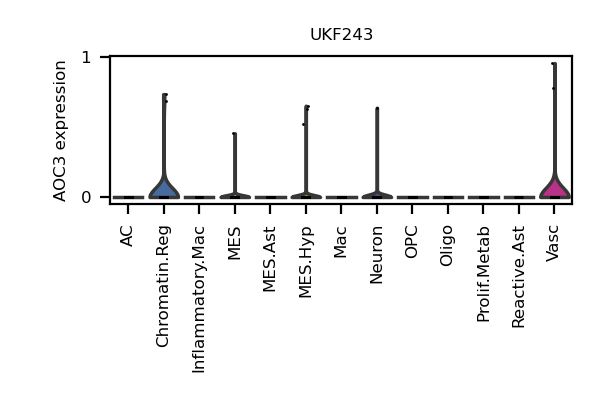 UKF243
AOC3 expression
1
0
AC
Chromatin.Reg
Inflammatory.Mac
MES
MES.Ast
MES.Hyp
Mac
Neuron
OPC
Oligo
Prolif.Metab
Reactive.Ast
Vasc